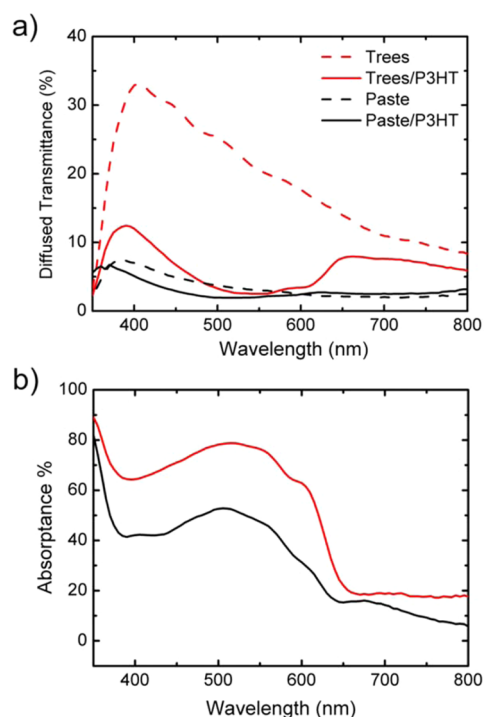 a)
40
30
20
10
0
Diffused Transmittance (%)
Trees
Trees/P3HT
Paste
Paste/P3HT
400 500 600 700 800
Wavelength (nm)
b)
100
80
60
40
20
0
Absorptance %
400 500 600 700 800
Wavelength (nm)